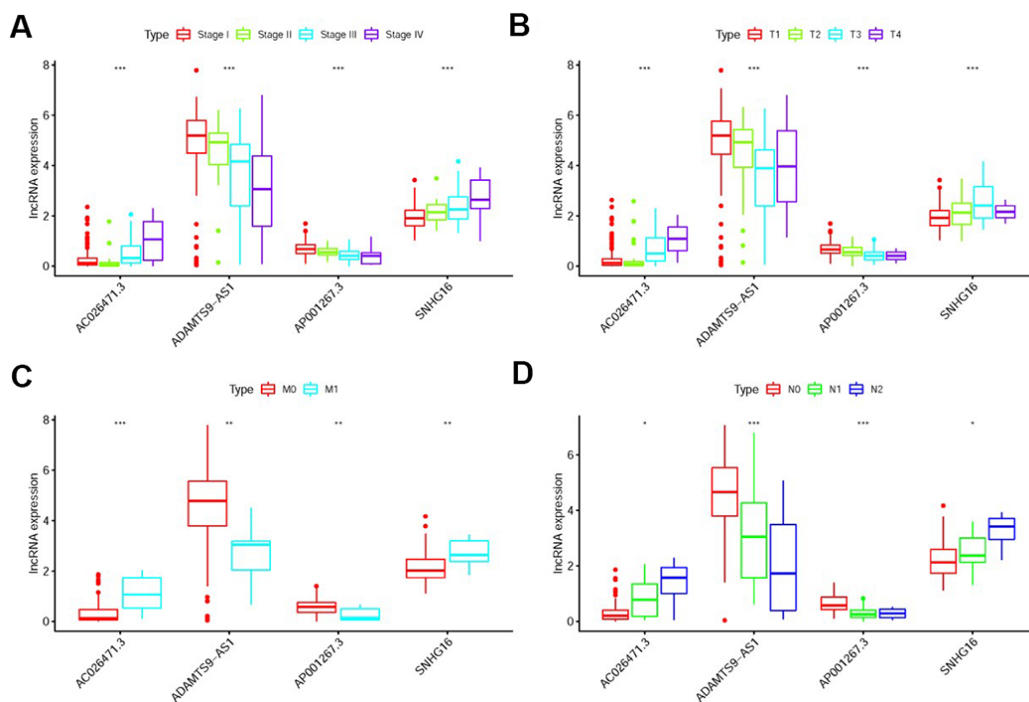 A
Type Stage I Stage II Stage III Stage IV
lncRNA expression
8
6
4
2
0
*** *** *** ***
AC026471.3
ADAMTS9−AS1
AP001267.3
SNHG16
B
Type T1 T2 T3 T4
lncRNA expression
8
6
4
2
0
*** *** *** ***
AC026471.3
ADAMTS9−AS1
AP001267.3
SNHG16
C
Type M0 M1
lncRNA expression
8
6
4
2
0
*** ** ** **
AC026471.3
ADAMTS9−AS1
AP001267.3
SNHG16
D
Type N0 N1 N2
lncRNA expression
6
4
2
0
* *** *** *
AC026471.3
ADAMTS9−AS1
AP001267.3
SNHG16